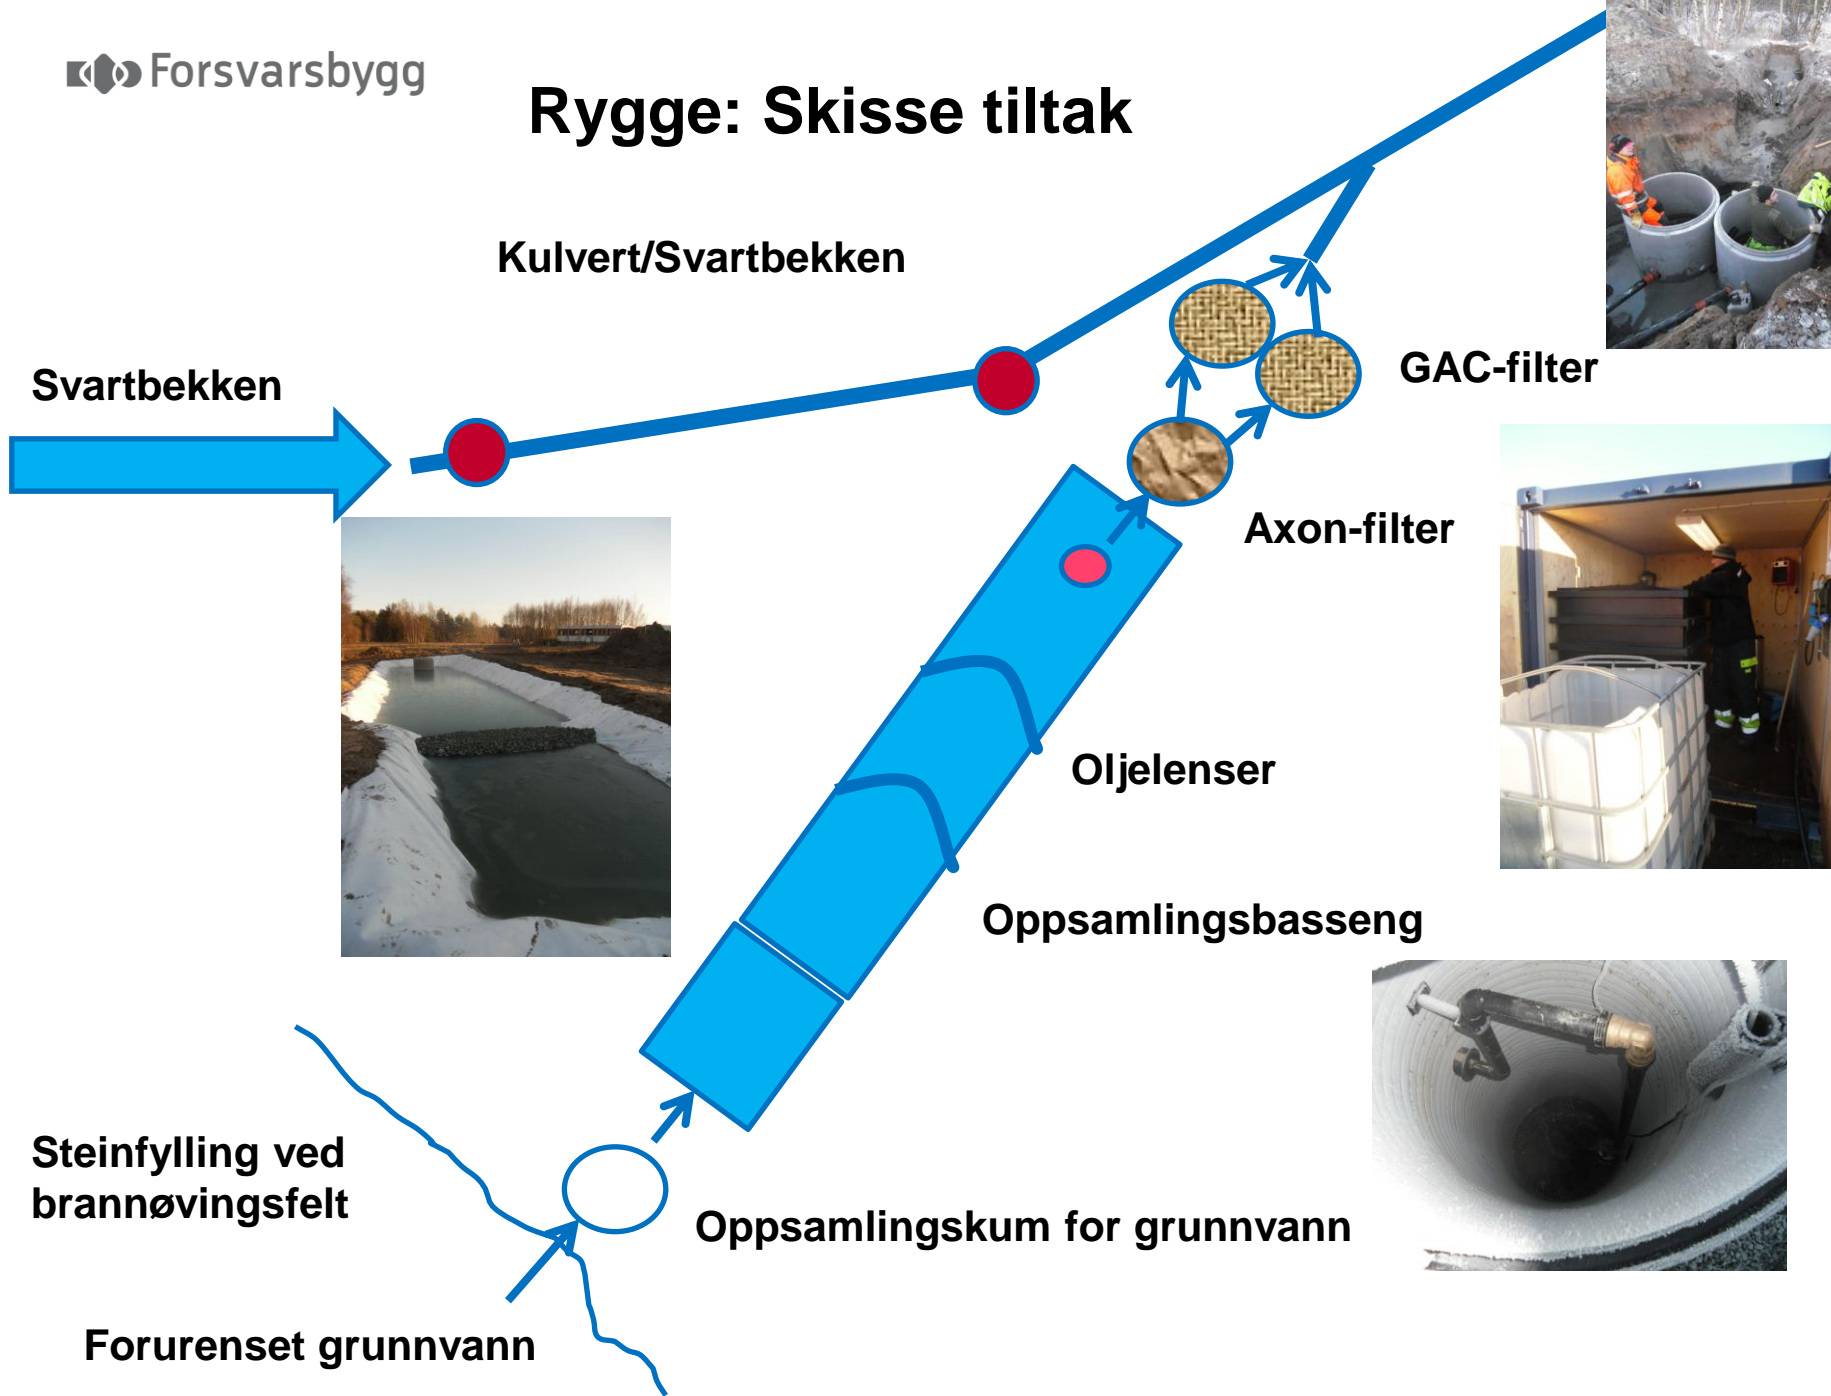 Forsvarsbygg
Rygge: Skisse tiltak
Kulvert/Svartbekken
Svartbekken
GAC-filter
Axon-filter
Oljelenser
Oppsamlingsbasseng
Steinfylling ved
brannøvingsfelt
Oppsamlingskum for grunnvann
Forurenset grunnvann